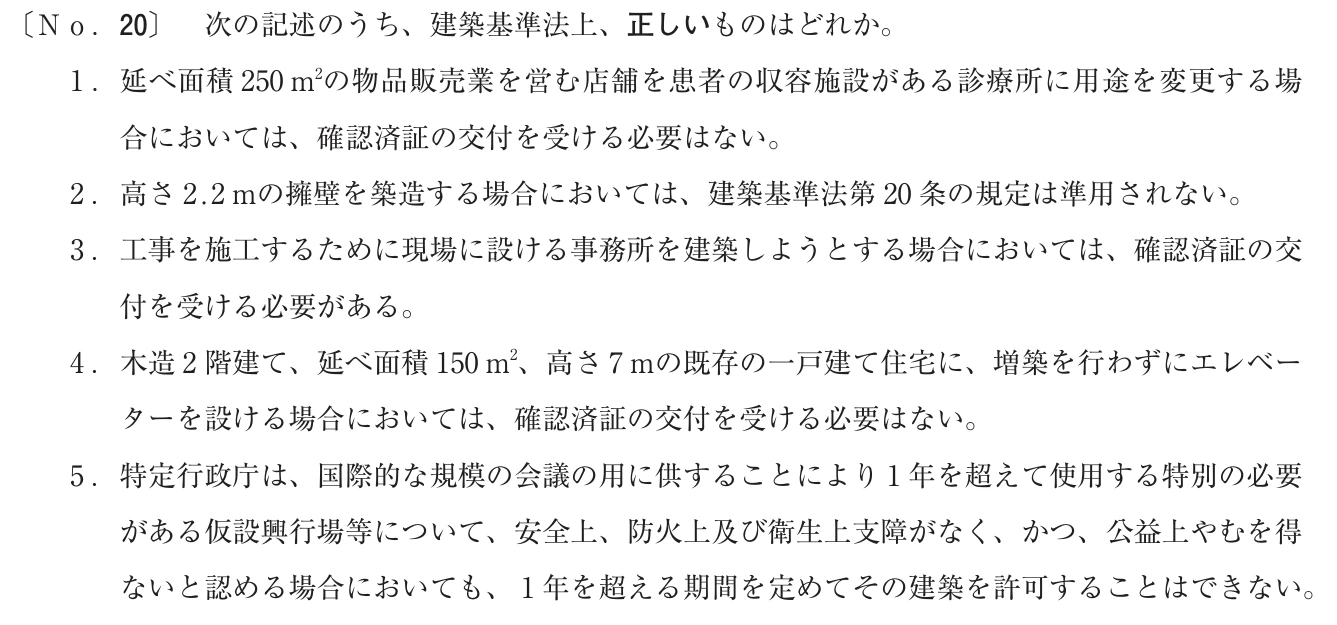 〔Ｎｏ．20〕　次の記述のうち、建築基準法上、正しいものはどれか。
１．延べ面積 250 m²の物品販売業を営む店舗を患者の収容施設がある診療所に用途を変更する場
合においては、確認済証の交付を受ける必要はない。
２．高さ 2.2 mの擁壁を築造する場合においては、建築基準法第 20 条の規定は準用されない。
３．工事を施工するために現場に設ける事務所を建築しようとする場合においては、確認済証の交
付を受ける必要がある。
４．木造２階建て、延べ面積 150 m²、高さ７mの既存の一戸建て住宅に、増築を行わずにエレベー
ターを設ける場合においては、確認済証の交付を受ける必要はない。
５．特定行政庁は、国際的な規模の会議の用に供することにより１年を超えて使用する特別の必要
がある仮設興行場等について、安全上、防火上及び衛生上支障がなく、かつ、公益上やむを得
ないと認める場合においても、１年を超える期間を定めてその建築を許可することはできない。